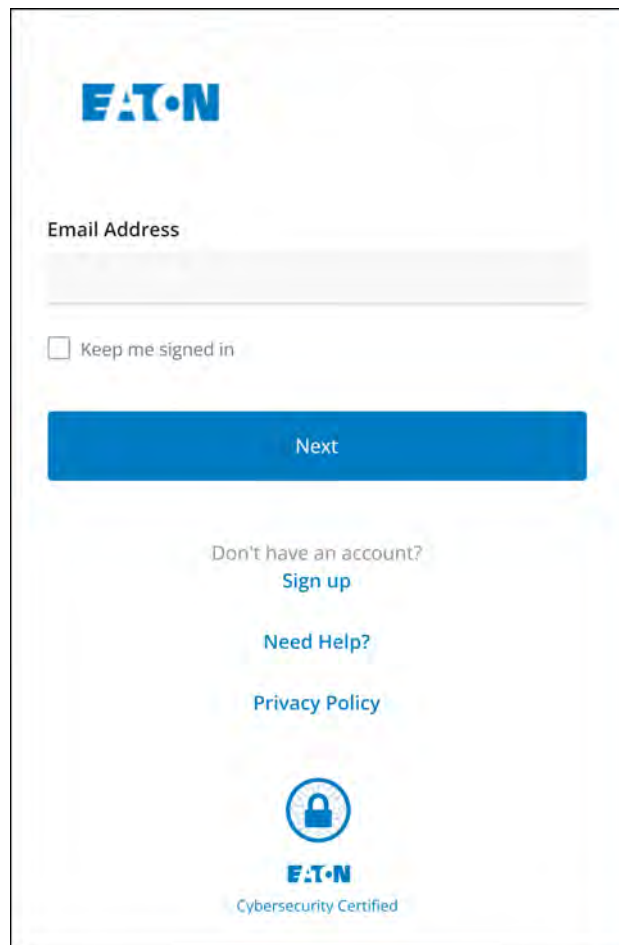 EATON
Email Address
Keep me signed in
Next
Don't have an account?
Sign up
Need Help?
Privacy Policy
EATON
Cybersecurity Certified